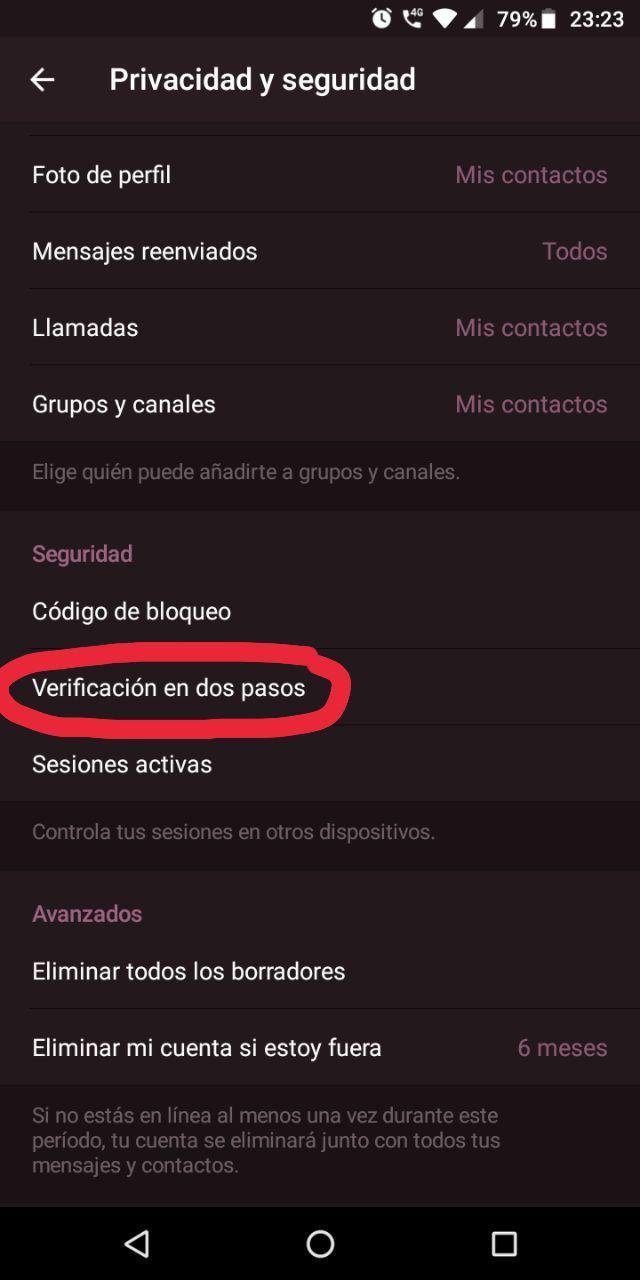 4G 79% 23:23
Privacidad y seguridad
Foto de perfil Mis contactos
Mensajes reenviados Todos
Llamadas Mis contactos
Grupos y canales Mis contactos
Elige quién puede añadirte a grupos y canales.
Seguridad
Código de bloqueo
Verificación en dos pasos
Sesiones activas
Controla tus sesiones en otros dispositivos.
Avanzados
Eliminar todos los borradores
Eliminar mi cuenta si estoy fuera 6 meses
Si no estás en línea al menos una vez durante este
período, tu cuenta se eliminará junto con todos tus
mensajes y contactos.